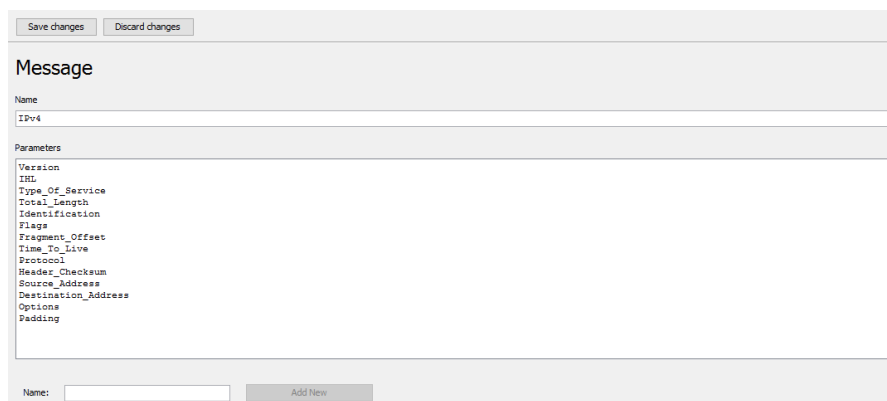 Save changes Discard changes
Message
Name
IPv4
Parameters
Version
IHL
Type_Of_Service
Total_Length
Identification
Flags
Fragment_Offset
Time_To_Live
Protocol
Header_Checksum
Source_Address
Destination_Address
Options
Padding
Name: Add New